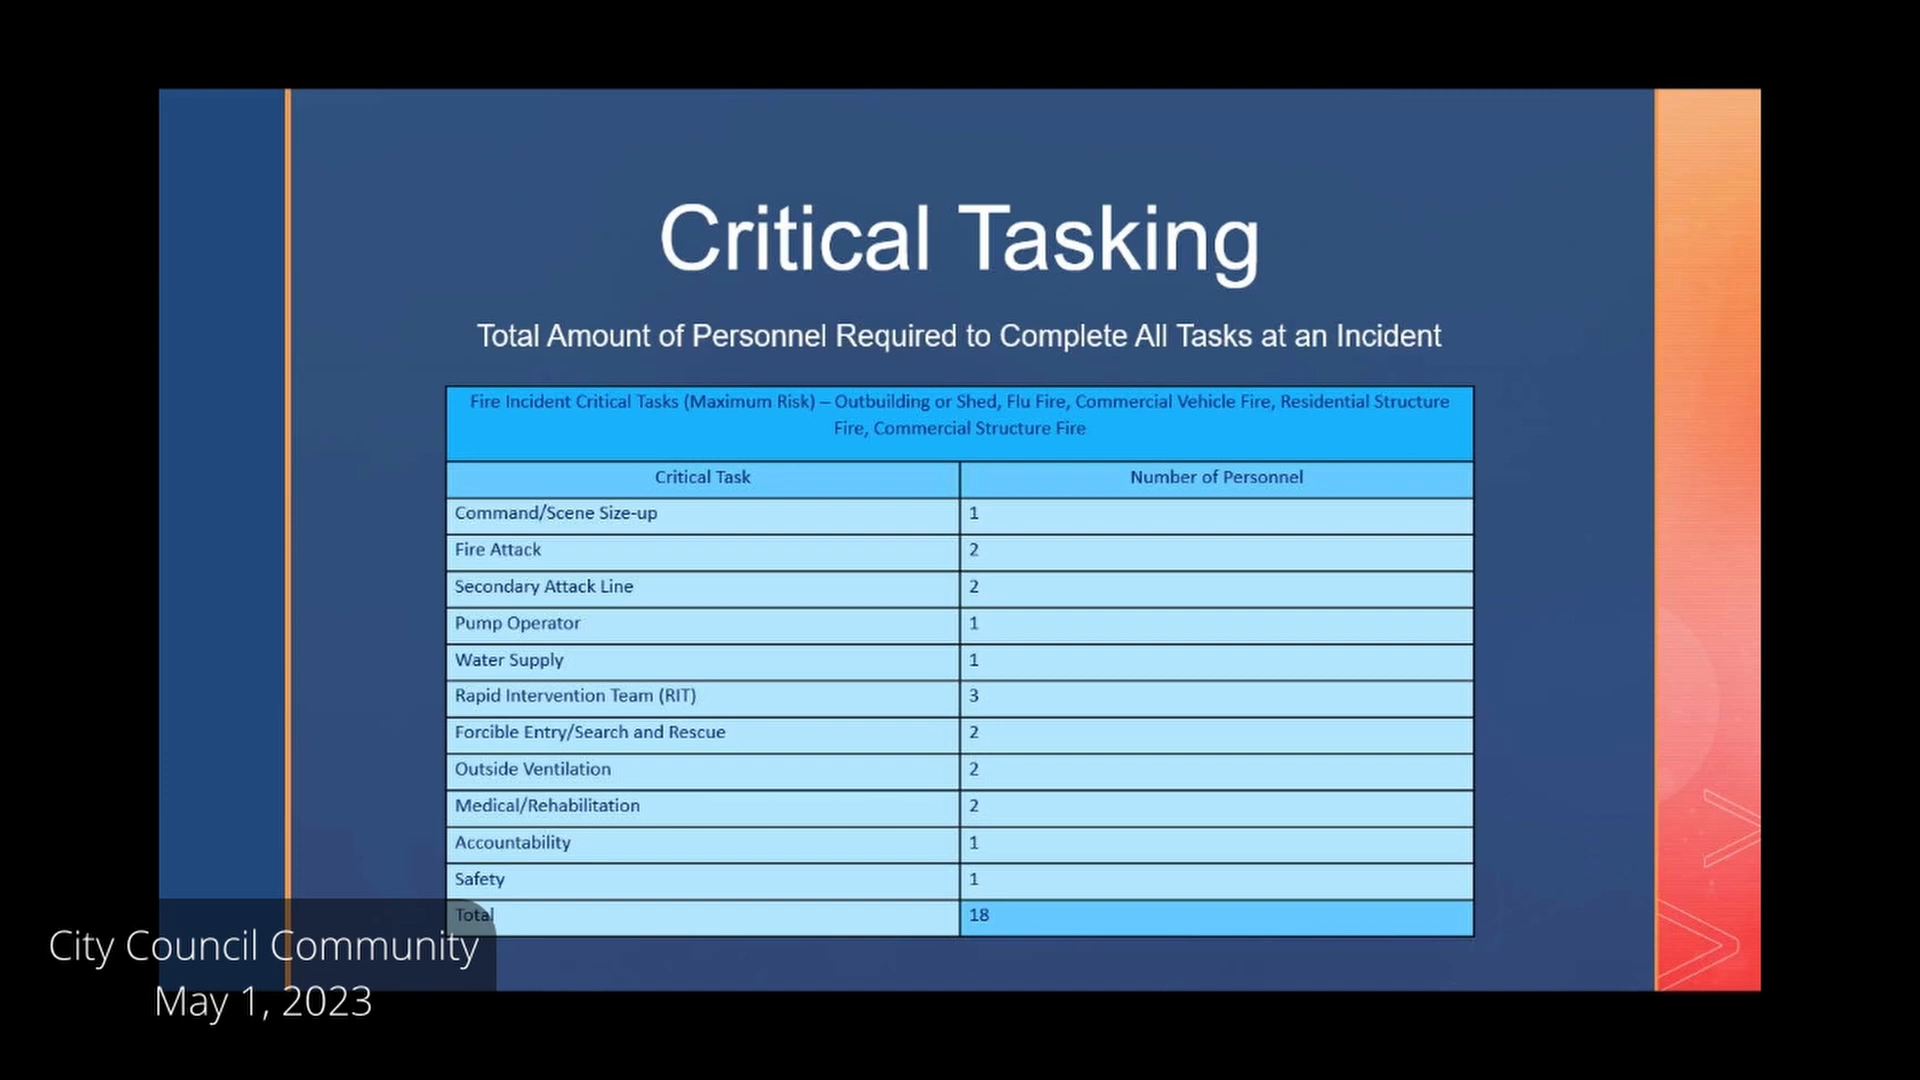 Critical Tasking
Total Amount of Personnel Required to Complete All Tasks at an Incident
Fire Incident Critical Tasks (Maximum Risk) – Outbuilding or Shed, Flu Fire, Commercial Vehicle Fire, Residential Structure
Fire, Commercial Structure Fire
Critical Task Number of Personnel
Command/Scene Size-up 1
Fire Attack 2
Secondary Attack Line 2
Pump Operator 1
Water Supply 1
Rapid Intervention Team (RIT) 3
Forcible Entry/Search and Rescue 2
Outside Ventilation 2
Medical/Rehabilitation 2
Accountability 1
Safety 1
Total 18
City Council Community
May 1, 2023